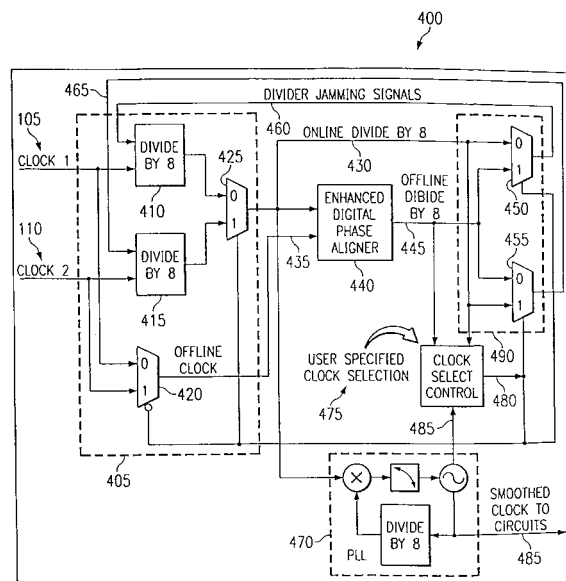 400
465
DIVIDER JAMMING SIGNALS
460
105
CLOCK 1
DIVIDE
BY 8
410
425
0
1
ONLINE DIVIDE BY 8
430
0
1
450
110
CLOCK 2
DIVIDE
BY 8
415
435
ENHANCED
DIGITAL
PHASE
ALIGNER
440
OFFLINE
DIBIDE
BY 8
445
455
0
1
490
OFFLINE
CLOCK
0
1
420
USER SPECIFIED
CLOCK SELECTION
475
CLOCK
SELECT
CONTROL
480
485
405
DIVIDE
BY 8
470
PLL
SMOOTHED
CLOCK TO
CIRCUITS
485